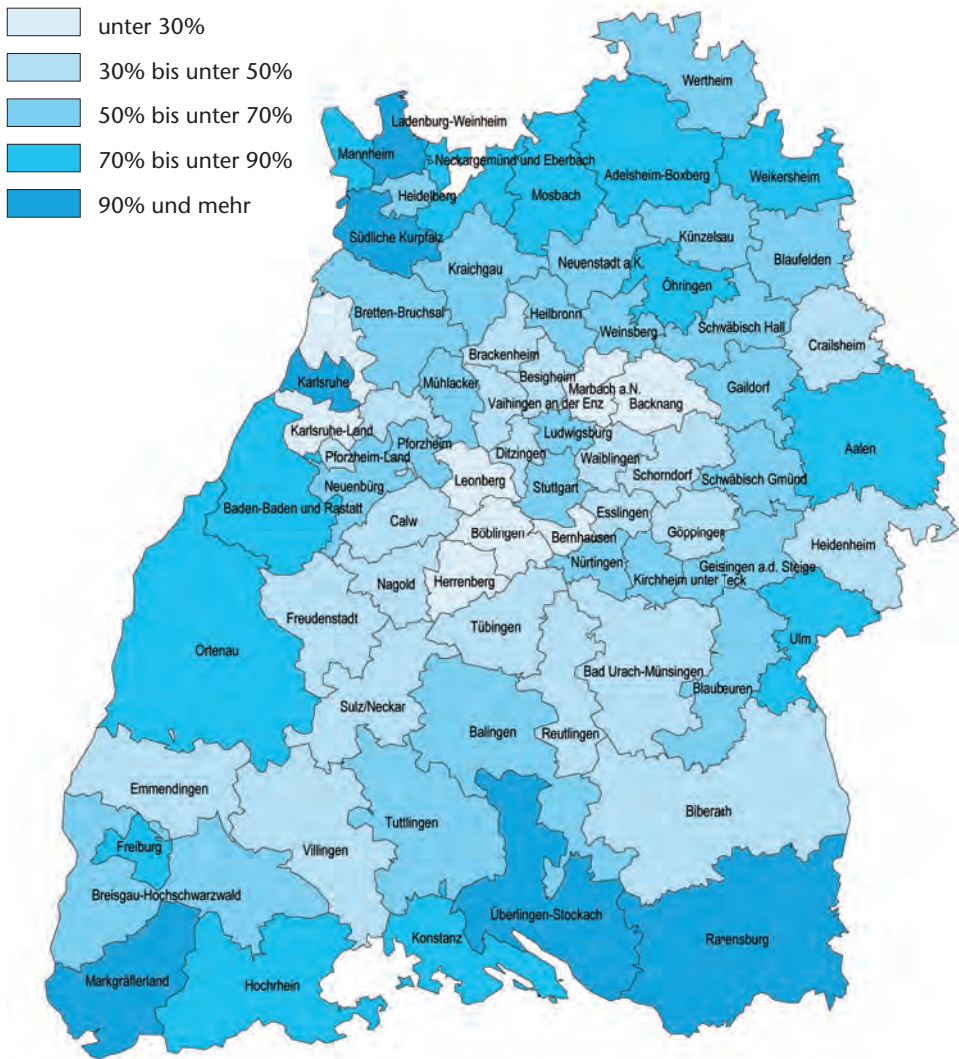 unter 30%
30% bis unter 50%
50% bis unter 70%
70% bis unter 90%
90% und mehr
Wertheim
Ladenburg-Weinheim
Mannheim
Neckargemünd und Eberbach
Adelsheim-Boxberg
Weikersheim
Heidelberg
Mosbach
Südliche Kurpfalz
Künzelsau
Kraichgau
Neuenstadt a.K.
Blaufelden
Öhringen
Bretten-Bruchsal
Heilbronn
Weinsberg
Schwäbisch Hall
Crailsheim
Brackenheim
Karlsruhe
Mühlacker
Besigheim
Marbach a.N.
Gaildorf
Vaihingen an der Enz
Backnang
Karlsruhe-Land
Pforzheim
Ludwigsburg
Aalen
Pforzheim-Land
Ditzingen
Waiblingen
Schorndorf
Schwäbisch Gmünd
Leonberg
Neuenbürg
Stuttgart
Baden-Baden und Rastatt
Calw
Esslingen
Böblingen
Bernhausen
Göppingen
Heidenheim
Nürtingen
Geisingen a.d. Steige
Nagold
Herrenberg
Kirchheim unter Teck
Freudenstadt
Tübingen
Ulm
Ortenau
Bad Urach-Münsingen
Blaubeuren
Sulz/Neckar
Balingen
Reutlingen
Emmendingen
Biberach
Tuttlingen
Freiburg
Villingen
Breisgau-Hochschwarzwald
Überlingen-Stockach
Konstanz
Ravensburg
Markgräflerland
Hochrhein